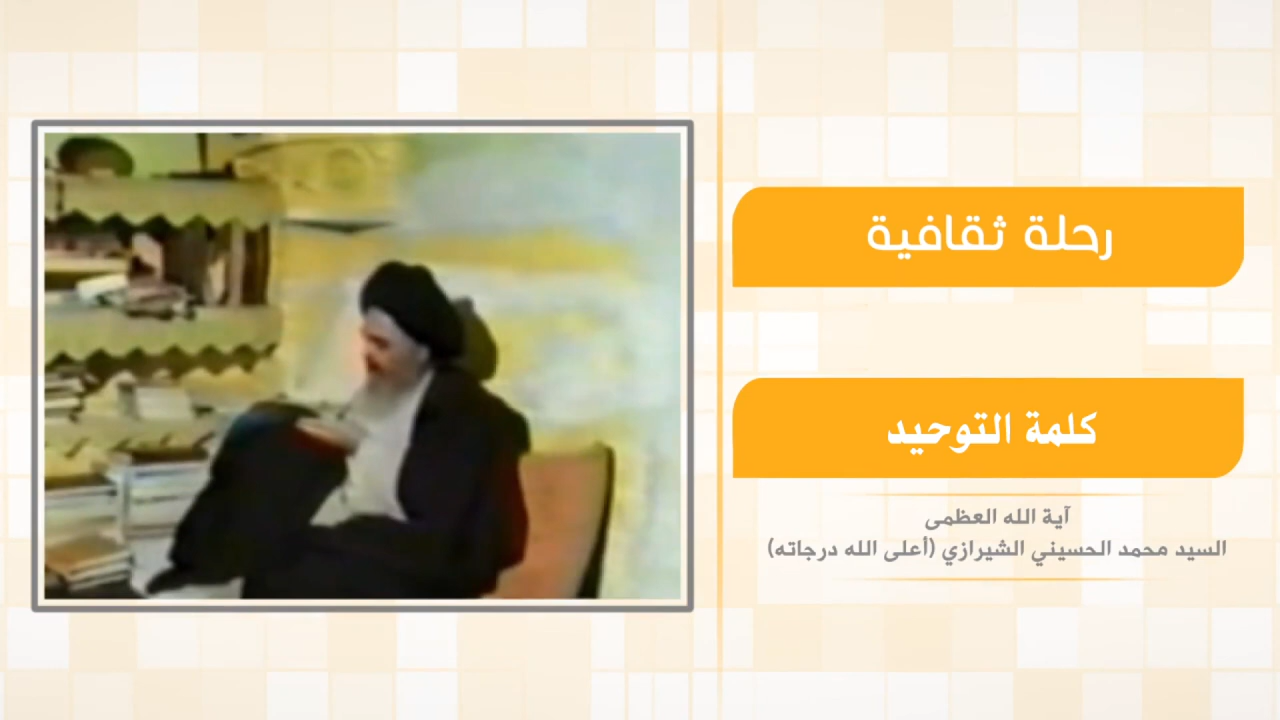 رحلة ثقافية
كلمة التوحيد
آية الله العظمى
السيد محمد الحسيني الشيرازي (أعلى الله درجاته)